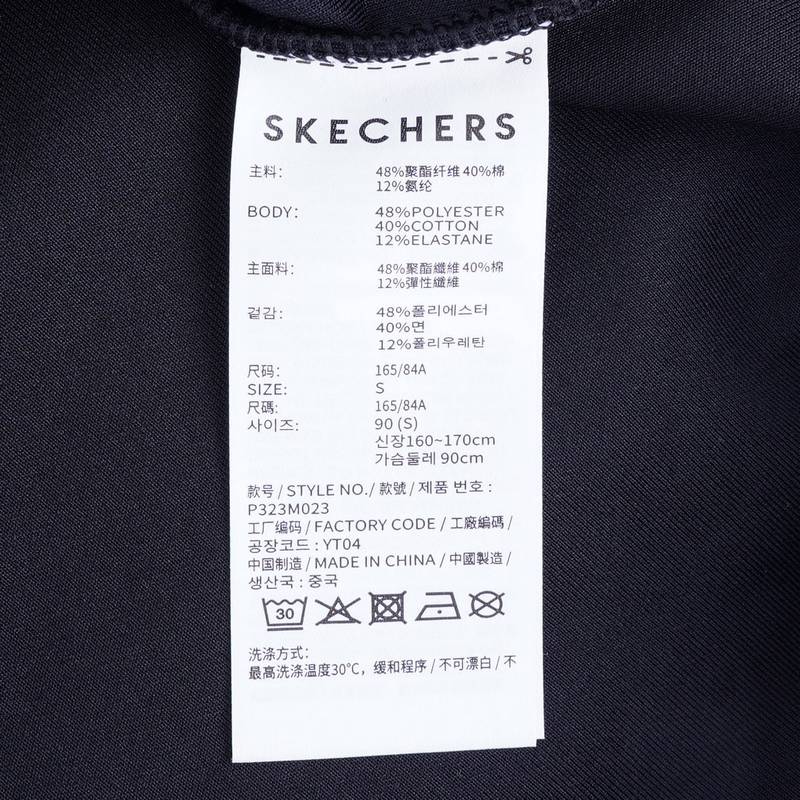 SKECHERS
主料: 48%聚酯纤维 40%棉
12%氨纶
BODY: 48%POLYESTER
40%COTTON
12%ELASTANE
主面料: 48%聚酯纖維 40%棉
12%彈性纖維
겉감: 48%폴리에스터
40%면
12%폴리우레탄
尺码: 165/84A
SIZE: S
尺碼: 165/84A
사이즈: 90 (S)
신장160~170cm
가슴둘레 90cm
款号 / STYLE NO./ 款號 / 제품 번호 :
P323M023
工厂编码 / FACTORY CODE / 工廠編碼 /
공장코드 : YT04
中国制造 / MADE IN CHINA / 中國製造 /
생산국 : 중국
30
洗涤方式:
最高洗涤温度30℃，缓和程序 / 不可漂白 / 不